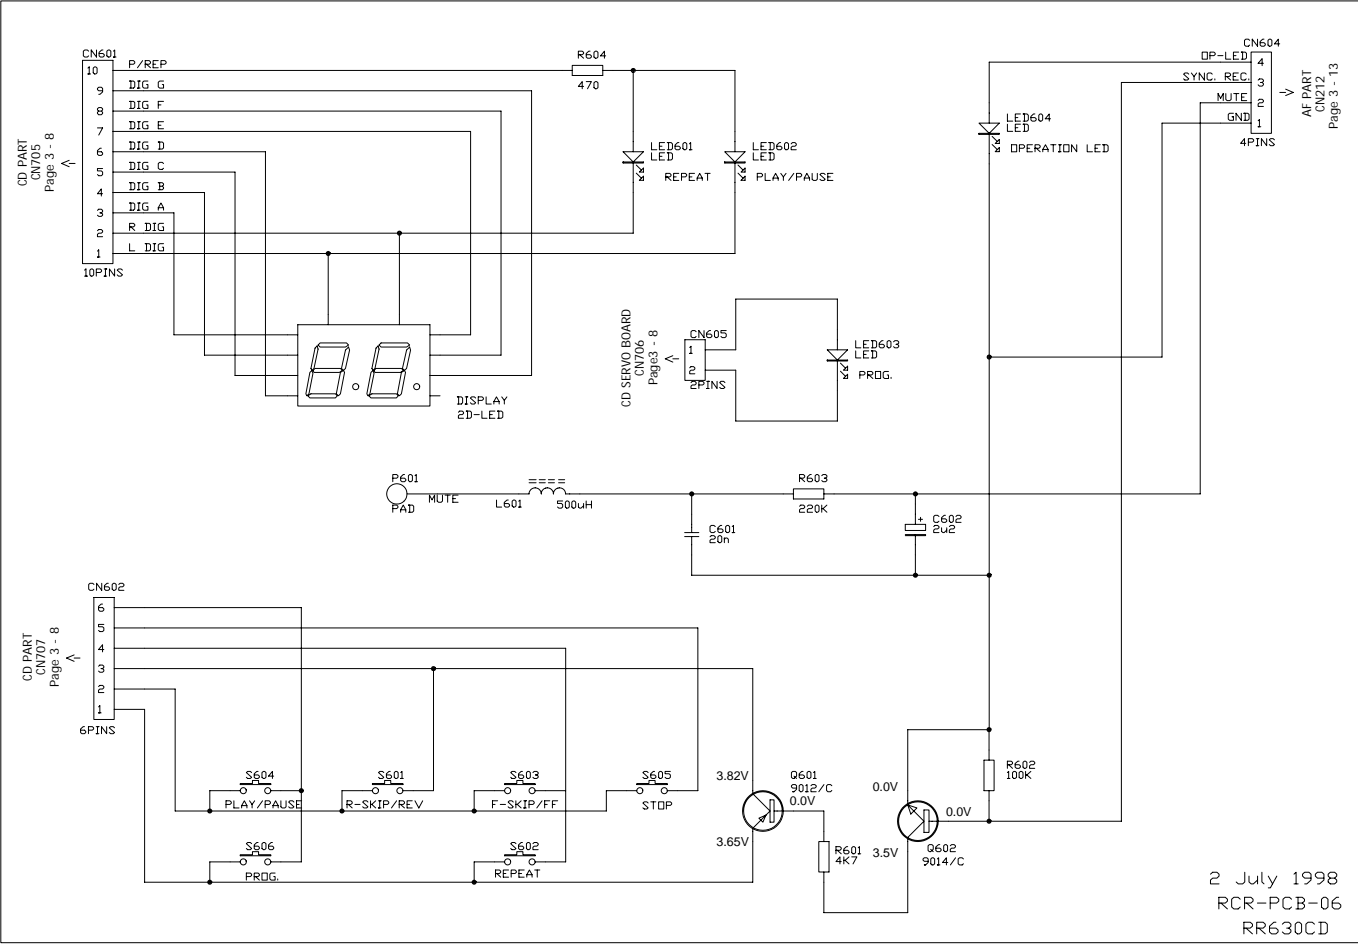 CN601
10 P/REP
9 DIG G
8 DIG F
7 DIG E
6 DIG D
5 DIG C
4 DIG B
3 DIG A
2 R DIG
1 L DIG
10PINS
CD PART
CN705
Page 3 - 8
R604
470
LED601
LED
REPEAT
LED602
LED
PLAY/PAUSE
DISPLAY
2D-LED
CN604
OP-LED 4
SYNC. REC. 3
MUTE 2
GND 1
4PINS
AF PART
CN212
Page 3 - 13
LED604
LED
OPERATION LED
CD SERVO BOARD
CN706
Page3 - 8
CN605
1
2
2PINS
LED603
LED
PROG.
P601
PAD
MUTE
L601
500uH
R603
220K
C601
20n
+
C602
2u2
CN602
6
5
4
3
2
1
6PINS
CD PART
CN707
Page 3 - 8
S604
PLAY/PAUSE
S601
R-SKIP/REV
S603
F-SKIP/FF
S605
STOP
S606
PROG.
S602
REPEAT
3.82V
Q601
9012/C
0.0V
3.65V
R601
4K7
0.0V
0.0V
3.5V
Q602
9014/C
R602
100K
2 July 1998
RCR-PCB-06
RR630CD